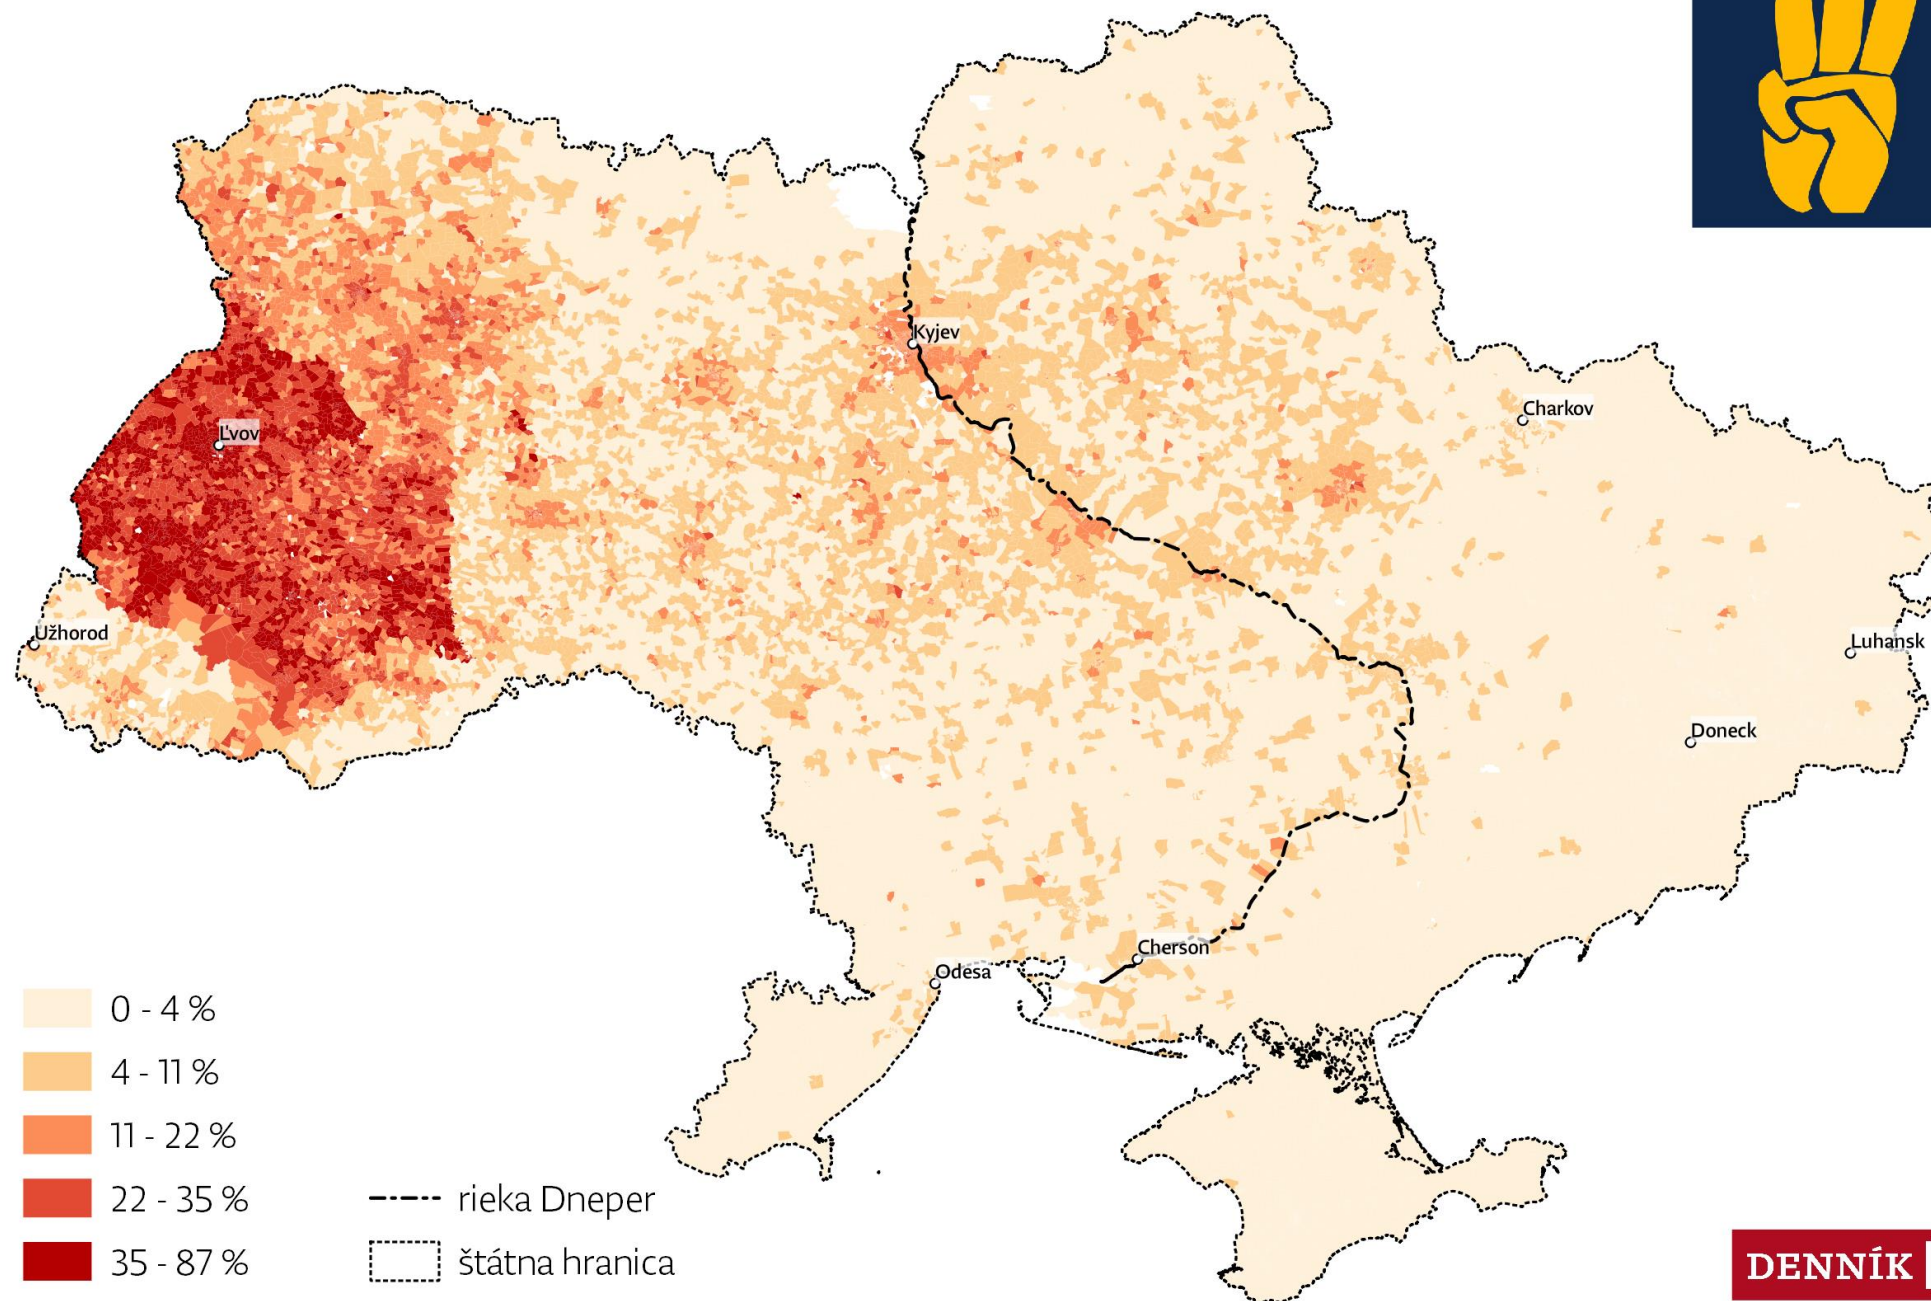 Kyjev
Charkov
Ľvov
Užhorod
Luhansk
Doneck
Cherson
Odesa
0 - 4 %
4 - 11 %
11 - 22 %
22 - 35 %
35 - 87 %
rieka Dneper
štátna hranica
DENNÍK